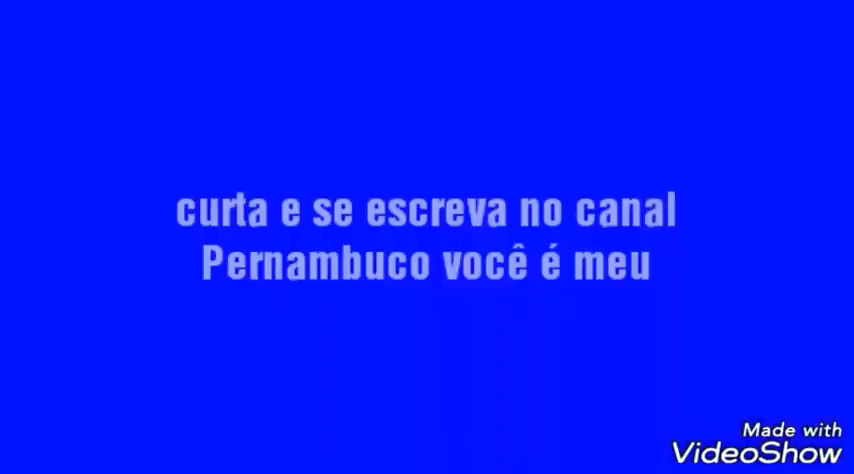 curta e se escreva no canal
Pernambuco você é meu
Made with
VideoShow